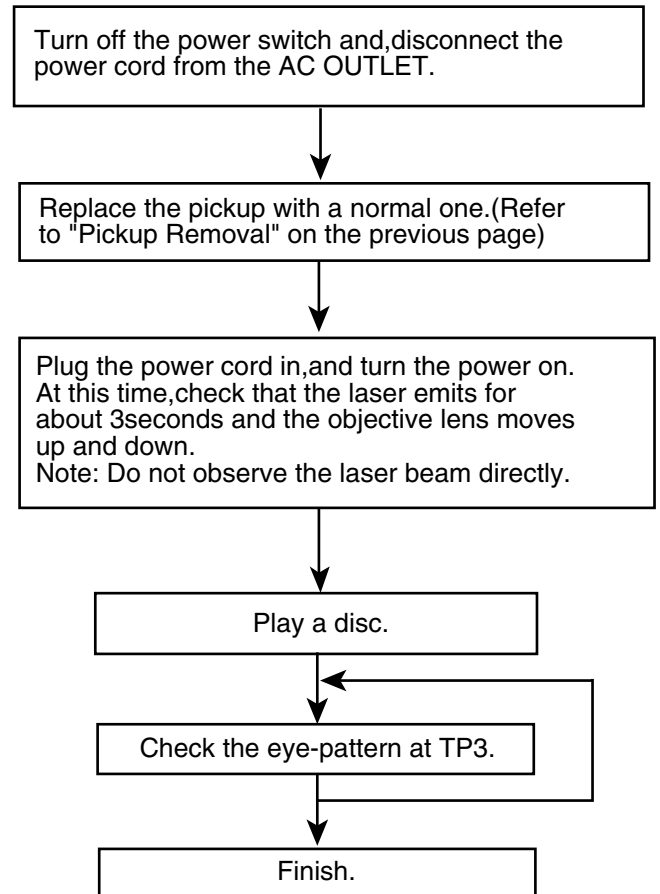 Turn off the power switch and,disconnect the
power cord from the AC OUTLET.
Replace the pickup with a normal one.(Refer
to "Pickup Removal" on the previous page)
Plug the power cord in,and turn the power on.
At this time,check that the laser emits for
about 3seconds and the objective lens moves
up and down.
Note: Do not observe the laser beam directly.
Play a disc.
Check the eye-pattern at TP3.
Finish.